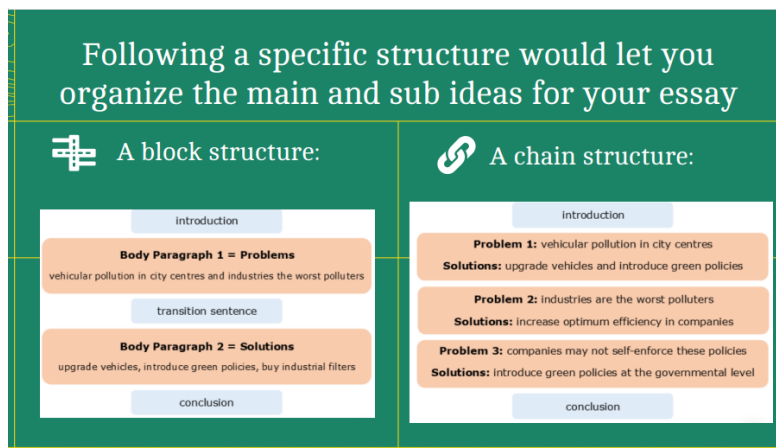 Following a specific structure would let you
organize the main and sub ideas for your essay
A block structure:
introduction
Body Paragraph 1 = Problems
vehicular pollution in city centres and industries the worst polluters
transition sentence
Body Paragraph 2 = Solutions
upgrade vehicles, introduce green policies, buy industrial filters
conclusion
A chain structure:
introduction
Problem 1: vehicular pollution in city centres
Solutions: upgrade vehicles and introduce green policies
Problem 2: industries are the worst polluters
Solutions: increase optimum efficiency in companies
Problem 3: companies may not self-enforce these policies
Solutions: introduce green policies at the governmental level
conclusion